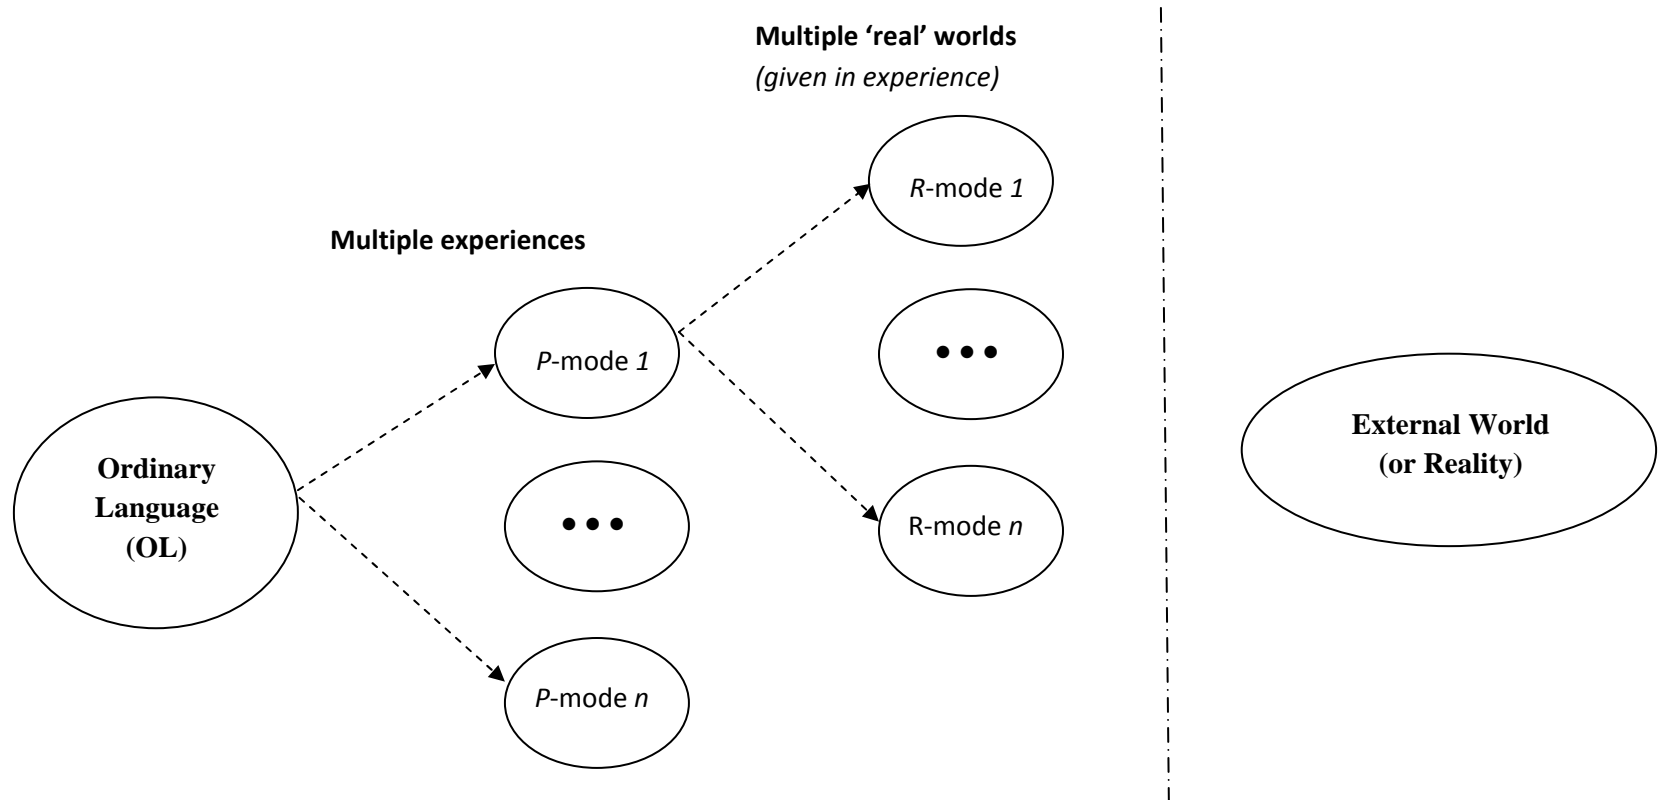 Multiple ‘real’ worlds
(given in experience)
R-mode 1
Multiple experiences
P-mode 1
•••
External World
(or Reality)
Ordinary
Language
(OL)
•••
R-mode n
P-mode n